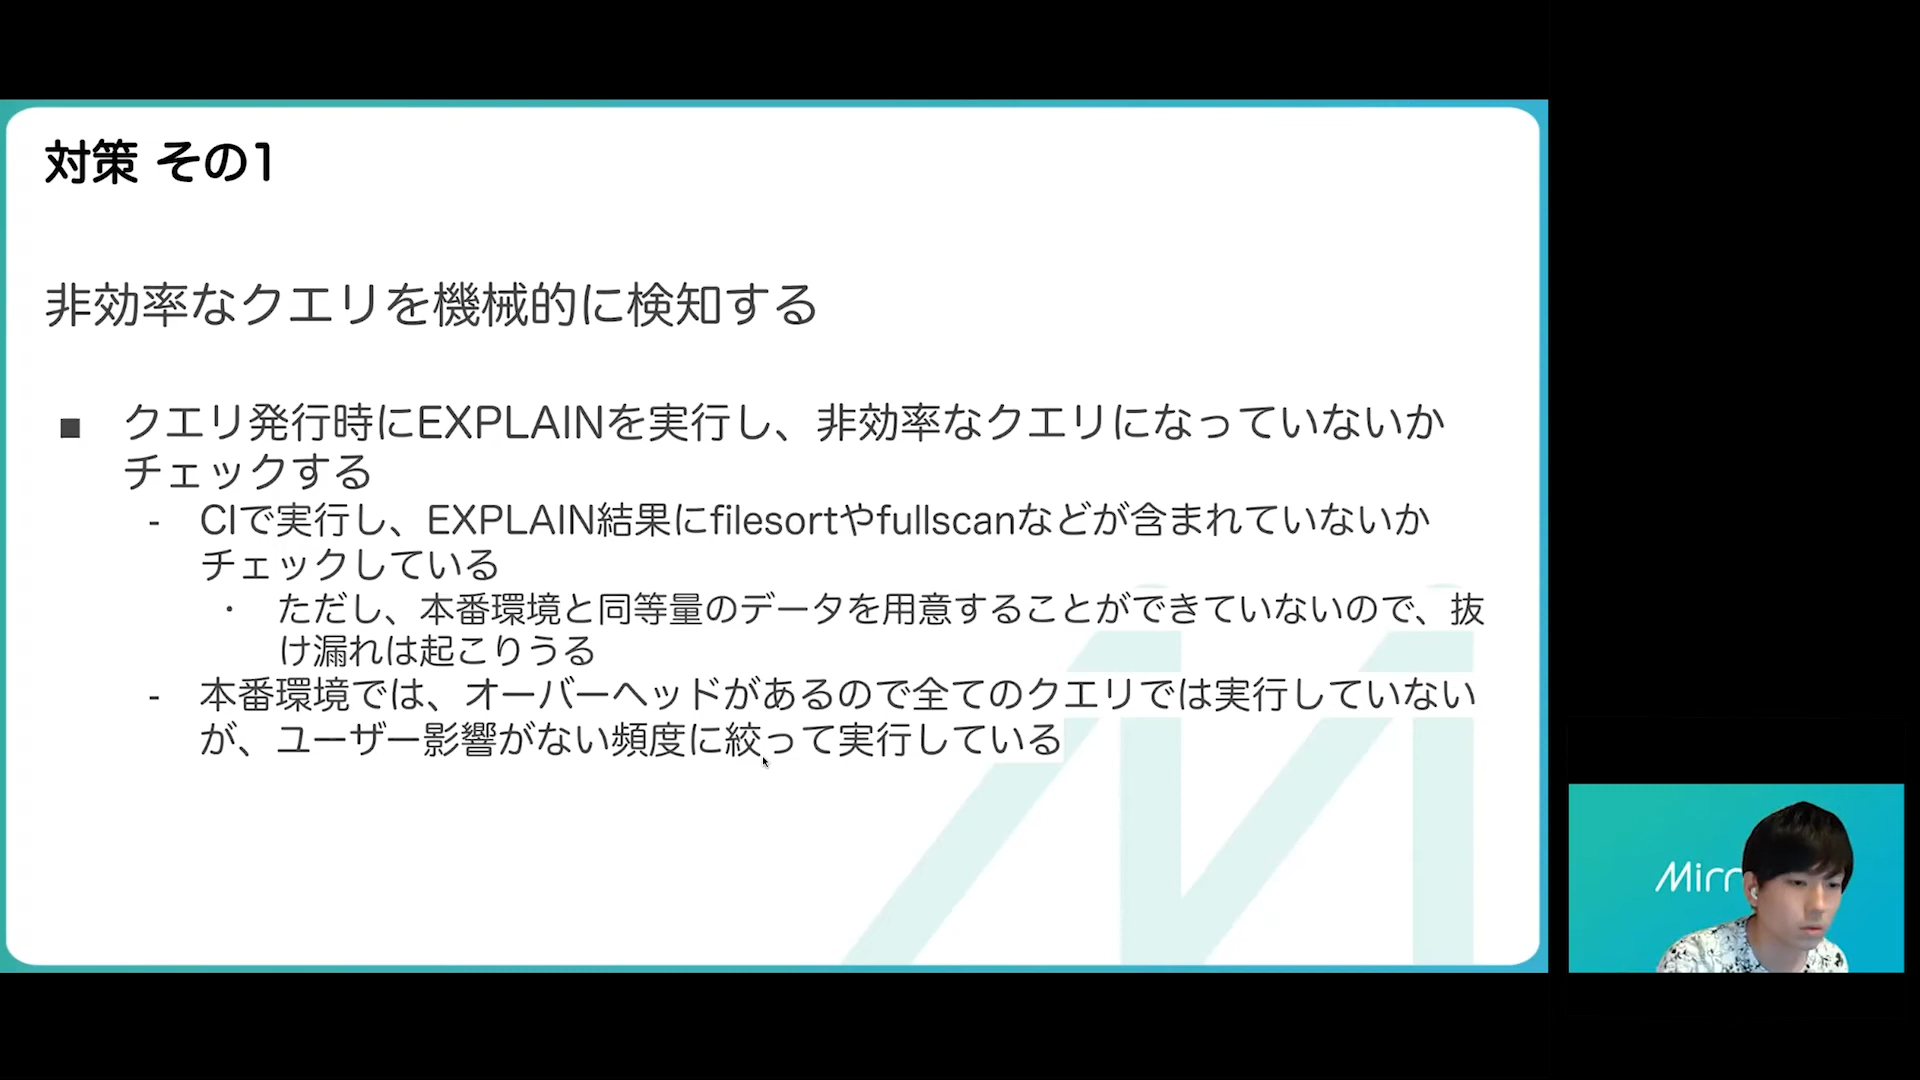 対策 その1
非効率なクエリを機械的に検知する
■ クエリ発行時にEXPLAINを実行し、非効率なクエリになっていないか
チェックする
- CIで実行し、EXPLAIN結果にfilesortやfullscanなどが含まれていないか
チェックしている
・ ただし、本番環境と同等量のデータを用意することができていないので、抜
け漏れは起こりうる
- 本番環境では、オーバーヘッドがあるので全てのクエリでは実行していない
が、ユーザー影響がない頻度に絞って実行している
Mirr